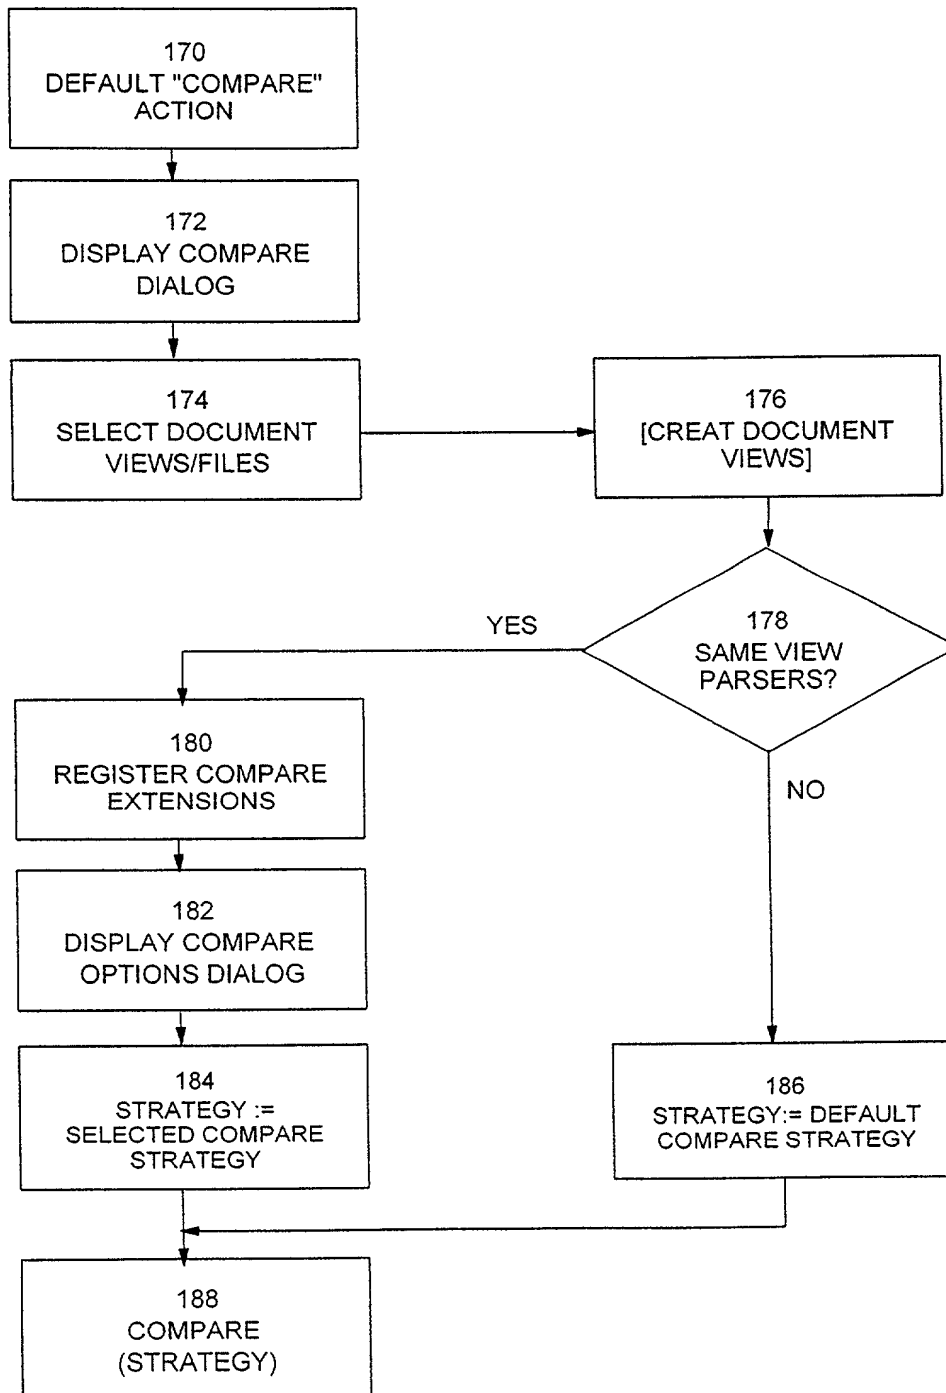 170
DEFAULT "COMPARE"
ACTION
172
DISPLAY COMPARE
DIALOG
174
SELECT DOCUMENT
VIEWS/FILES
176
[CREAT DOCUMENT
VIEWS]
178
SAME VIEW
PARSERS?
YES
NO
180
REGISTER COMPARE
EXTENSIONS
182
DISPLAY COMPARE
OPTIONS DIALOG
184
STRATEGY :=
SELECTED COMPARE
STRATEGY
186
STRATEGY:= DEFAULT
COMPARE STRATEGY
188
COMPARE
(STRATEGY)